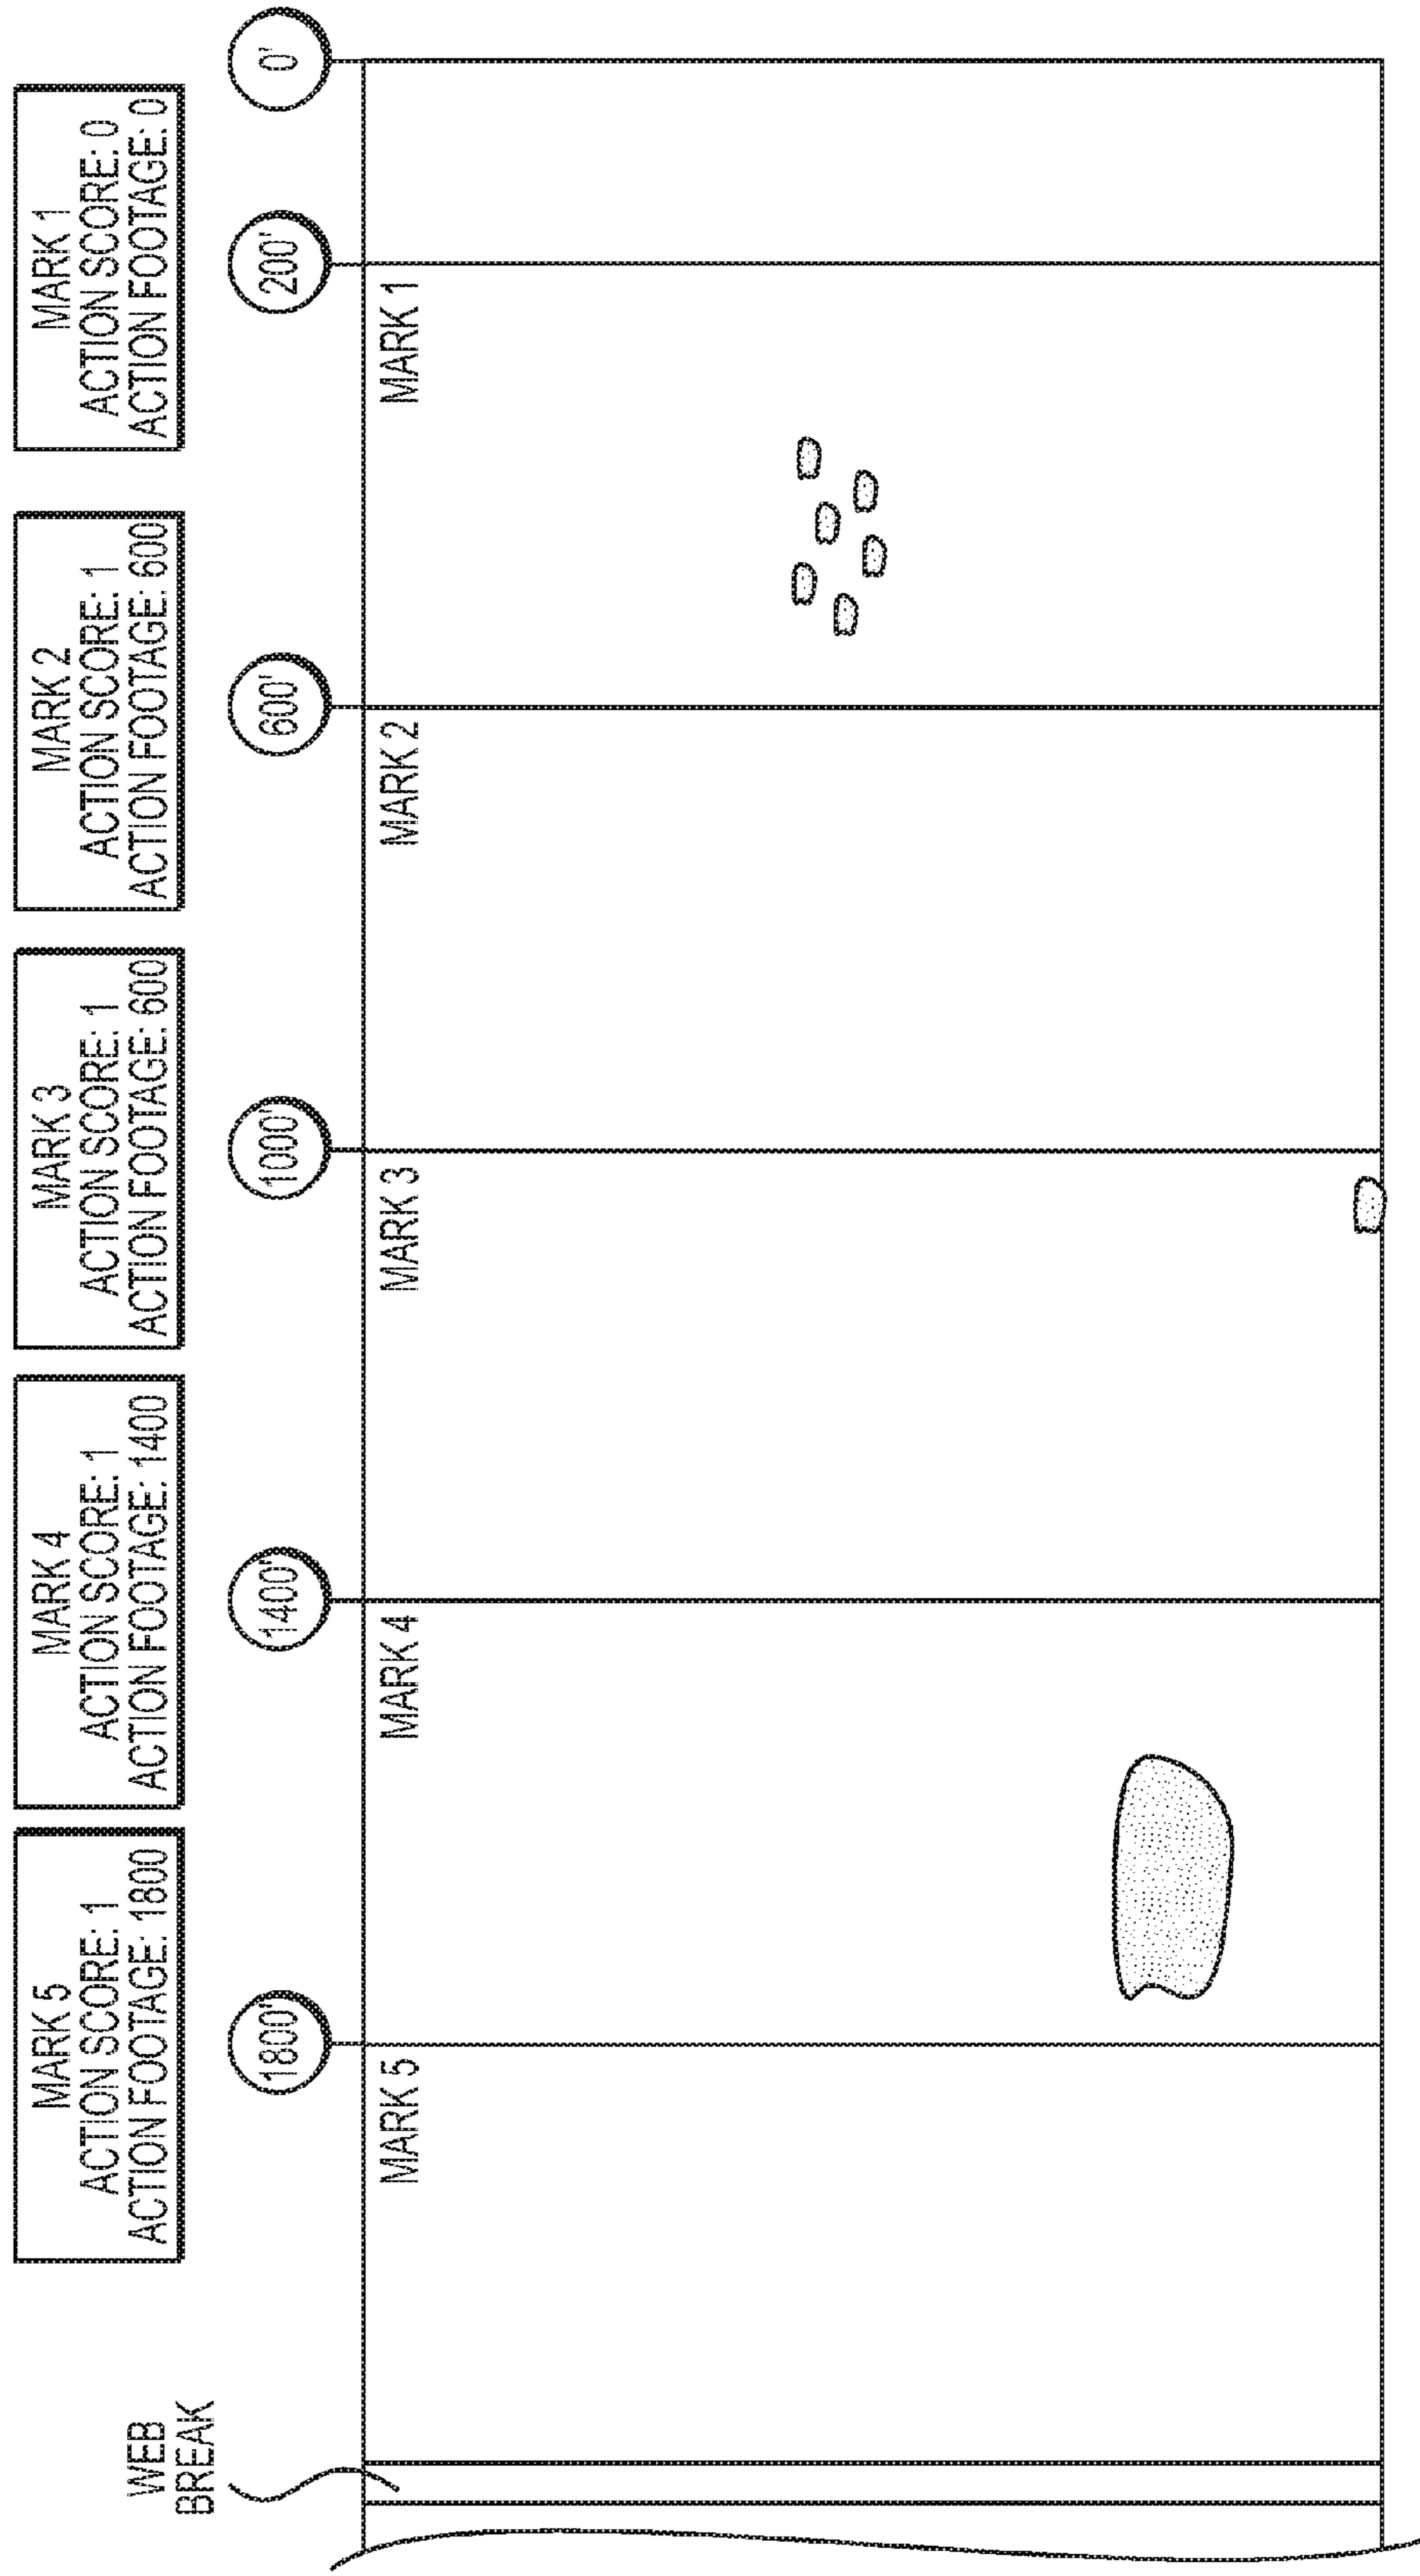 MARK 5
ACTION SCORE: 1
ACTION FOOTAGE: 1800
MARK 4
ACTION SCORE: 1
ACTION FOOTAGE: 1400
MARK 3
ACTION SCORE: 1
ACTION FOOTAGE: 600
MARK 2
ACTION SCORE: 1
ACTION FOOTAGE: 600
MARK 1
ACTION SCORE: 0
ACTION FOOTAGE: 0
WEB
BREAK
1800'
1400'
1000'
600'
200'
0'
MARK 5
MARK 4
MARK 3
MARK 2
MARK 1